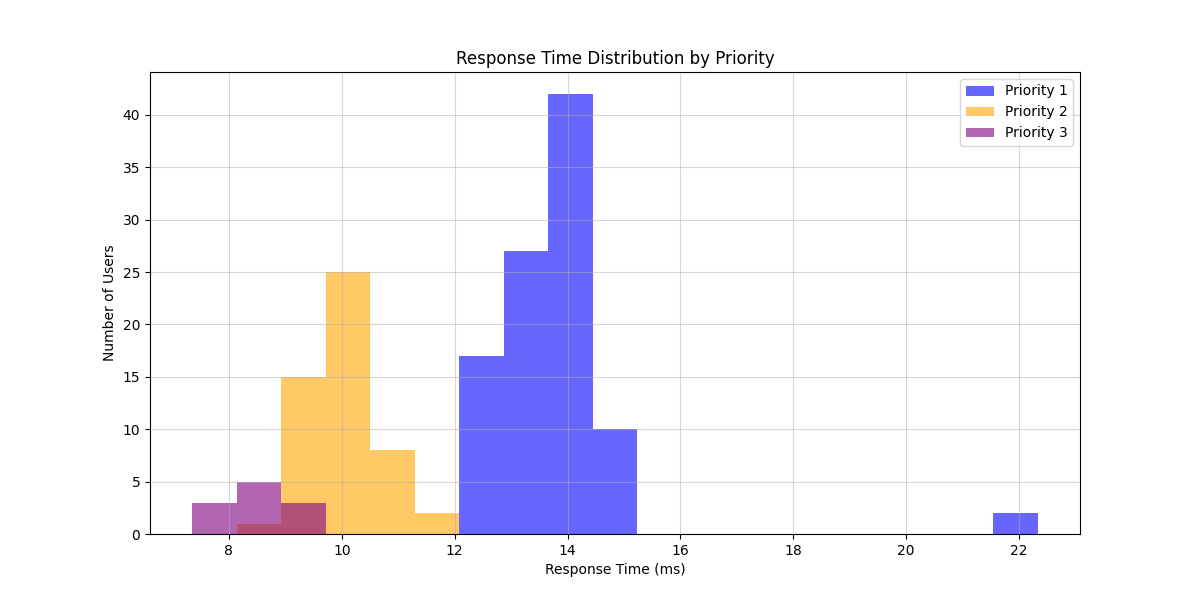 Response Time Distribution by Priority
Number of Users
40
35
30
25
20
15
10
5
0
Priority 1
Priority 2
Priority 3
8 10 12 14 16 18 20 22
Response Time (ms)